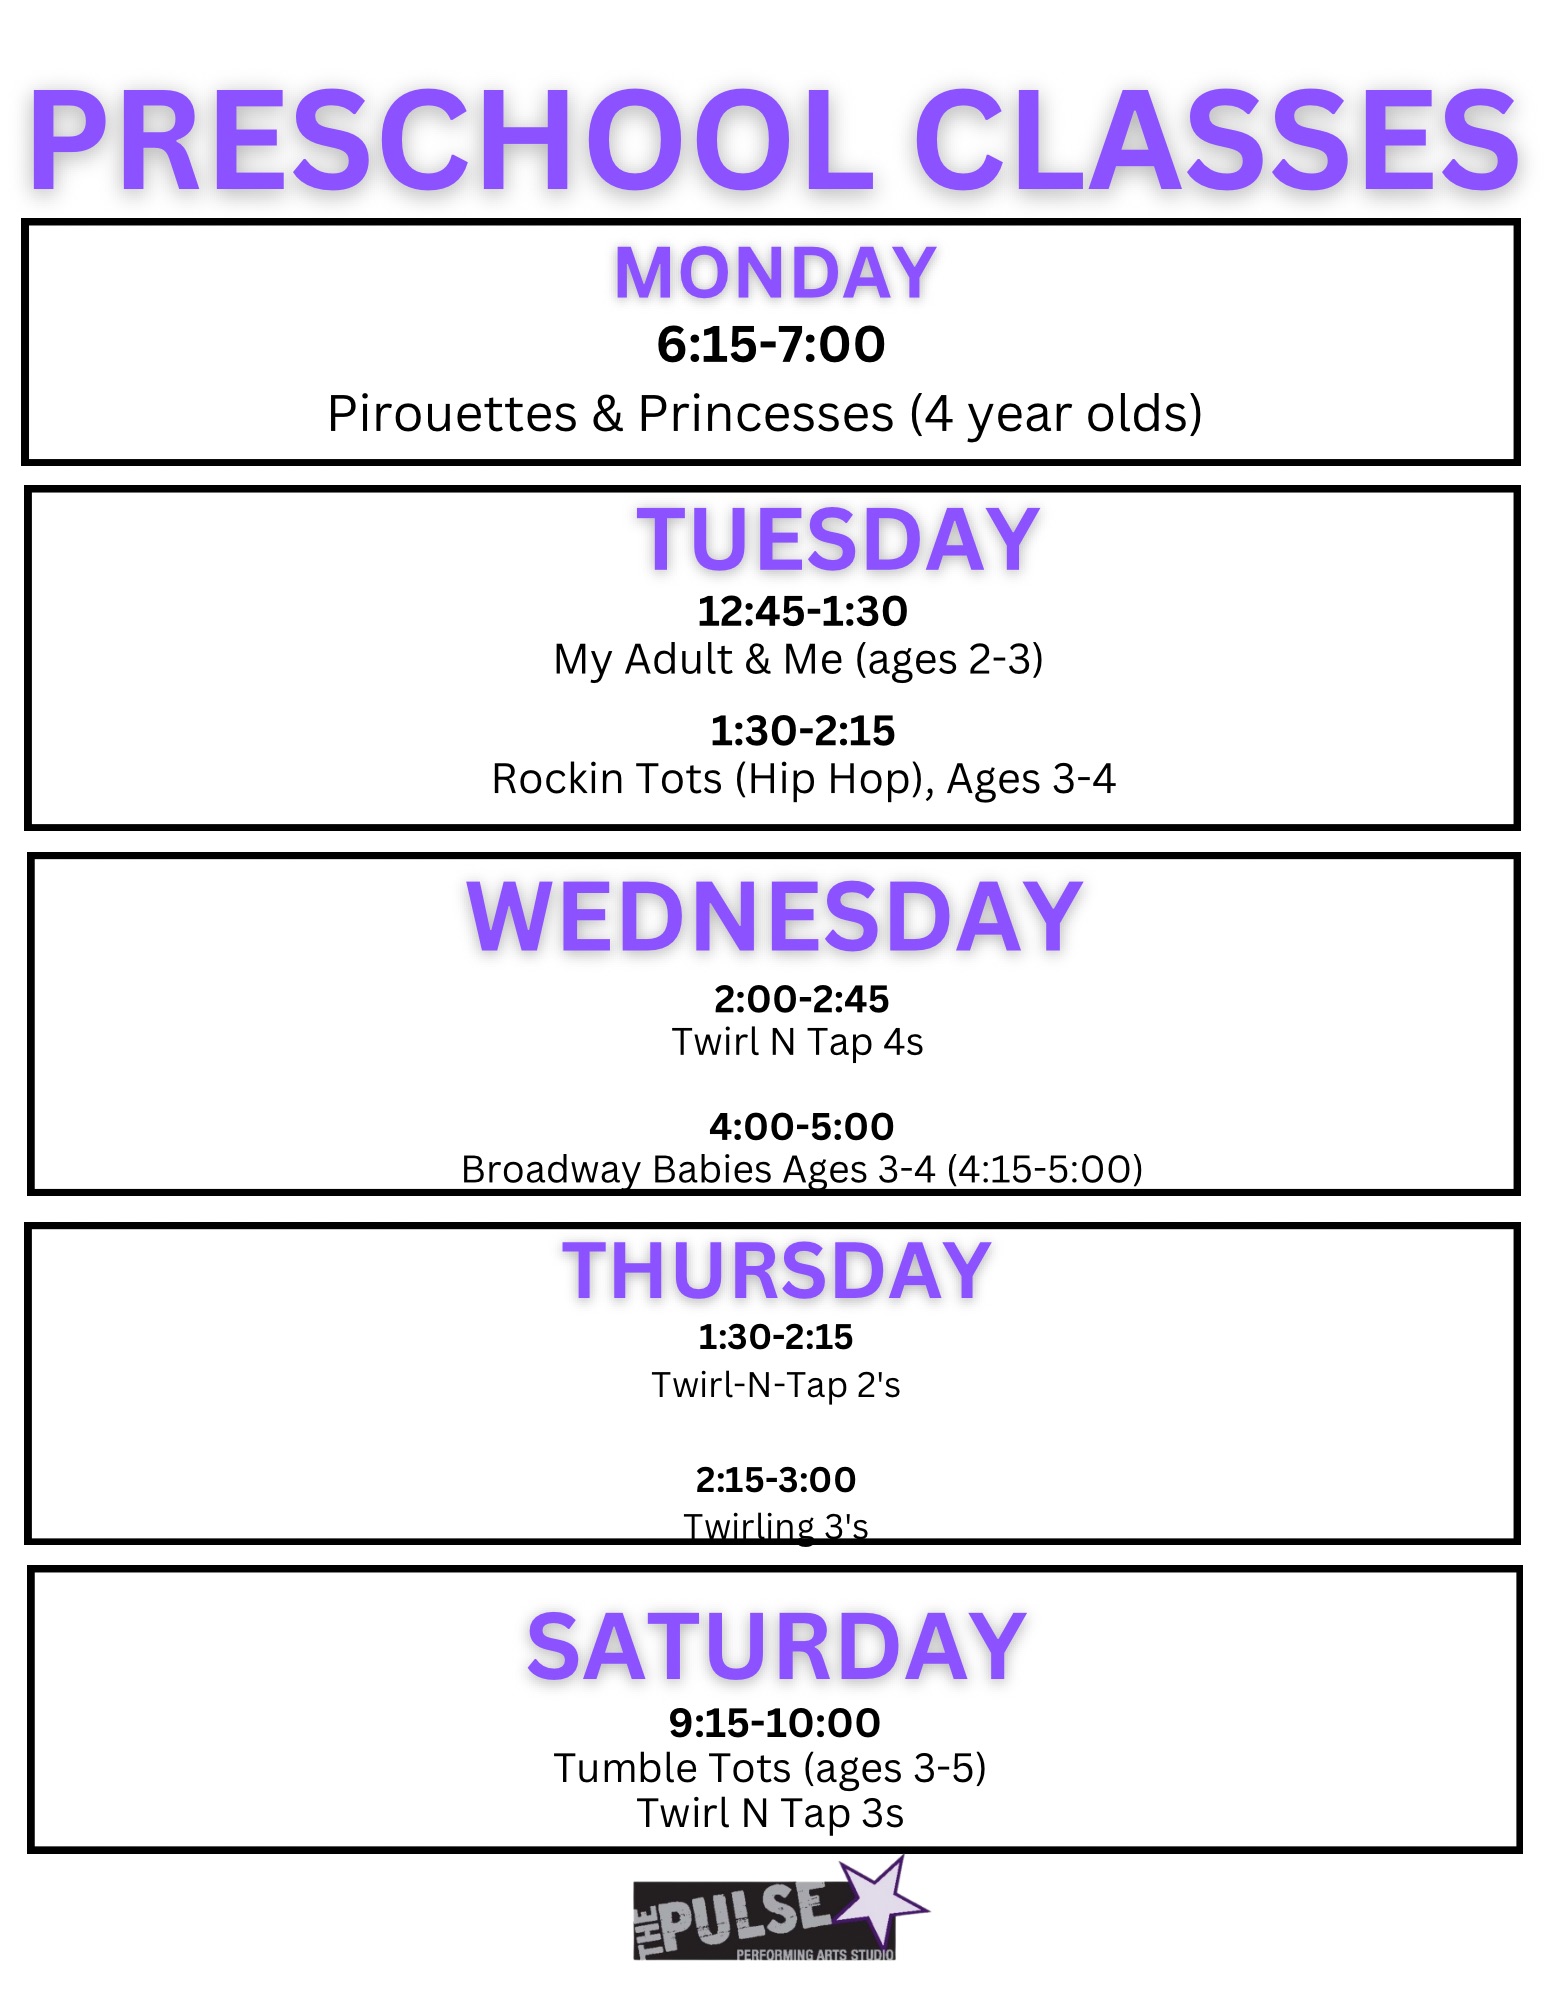 PRESCHOOL CLASSES
MONDAY
6:15-7:00
Pirouettes & Princesses (4 year olds)
TUESDAY
12:45-1:30
My Adult & Me (ages 2-3)
1:30-2:15
Rockin Tots (Hip Hop), Ages 3-4
WEDNESDAY
2:00-2:45
Twirl N Tap 4s
4:00-5:00
Broadway Babies Ages 3-4 (4:15-5:00)
THURSDAY
1:30-2:15
Twirl-N-Tap 2's
2:15-3:00
Twirling 3's
SATURDAY
9:15-10:00
Tumble Tots (ages 3-5)
Twirl N Tap 3s
THE PULSE
PERFORMING ARTS STUDIO